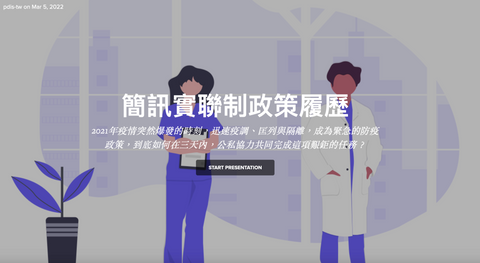 pdis-tw on Mar 5, 2022
簡訊實聯制政策履歷
2021年疫情突然爆發的時刻，迅速疫調、匡列與隔離，成為緊急的防疫
政策，到底如何在三天內，公私協力共同完成這項艱鉅的任務？
START PRESENTATION